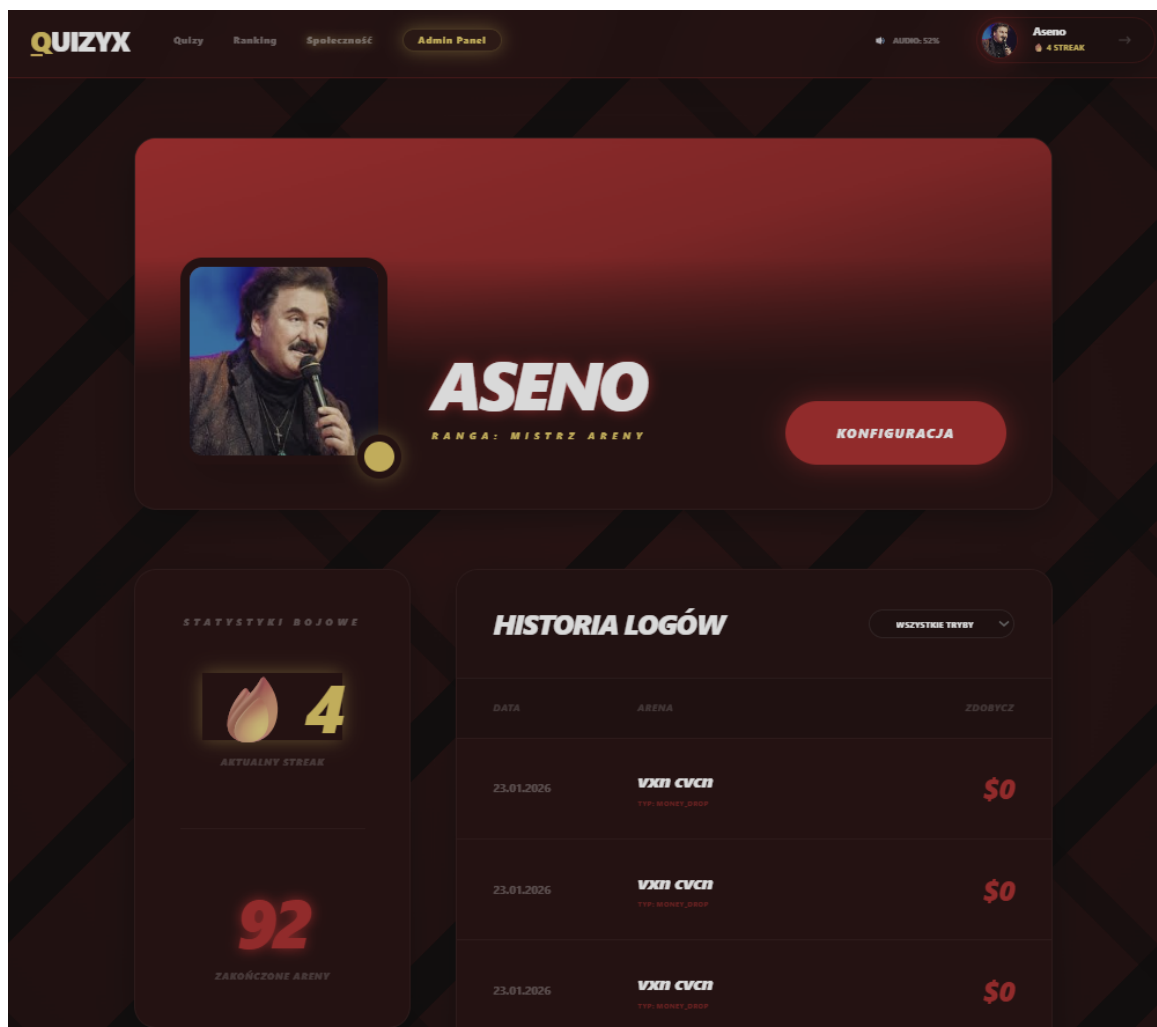 QUIZYX
Quizy Ranking Społeczność Admin Panel
AUDIO: 52%
Aseno
4 STREAK
ASENO
RANGA: MISTRZ ARENY
KONFIGURACJA
STATYSTYKI BOJOWE
4
AKTUALNY STREAK
92
ZAKOŃCZONE ARENY
HISTORIA LOGÓW
WSZYSTKIE TRYBY
DATA ARENA ZDOBYCZ
23.01.2026 vxn cvcn $0
TYP: MONEY_DROP
23.01.2026 vxn cvcn $0
TYP: MONEY_DROP
23.01.2026 vxn cvcn $0
TYP: MONEY_DROP